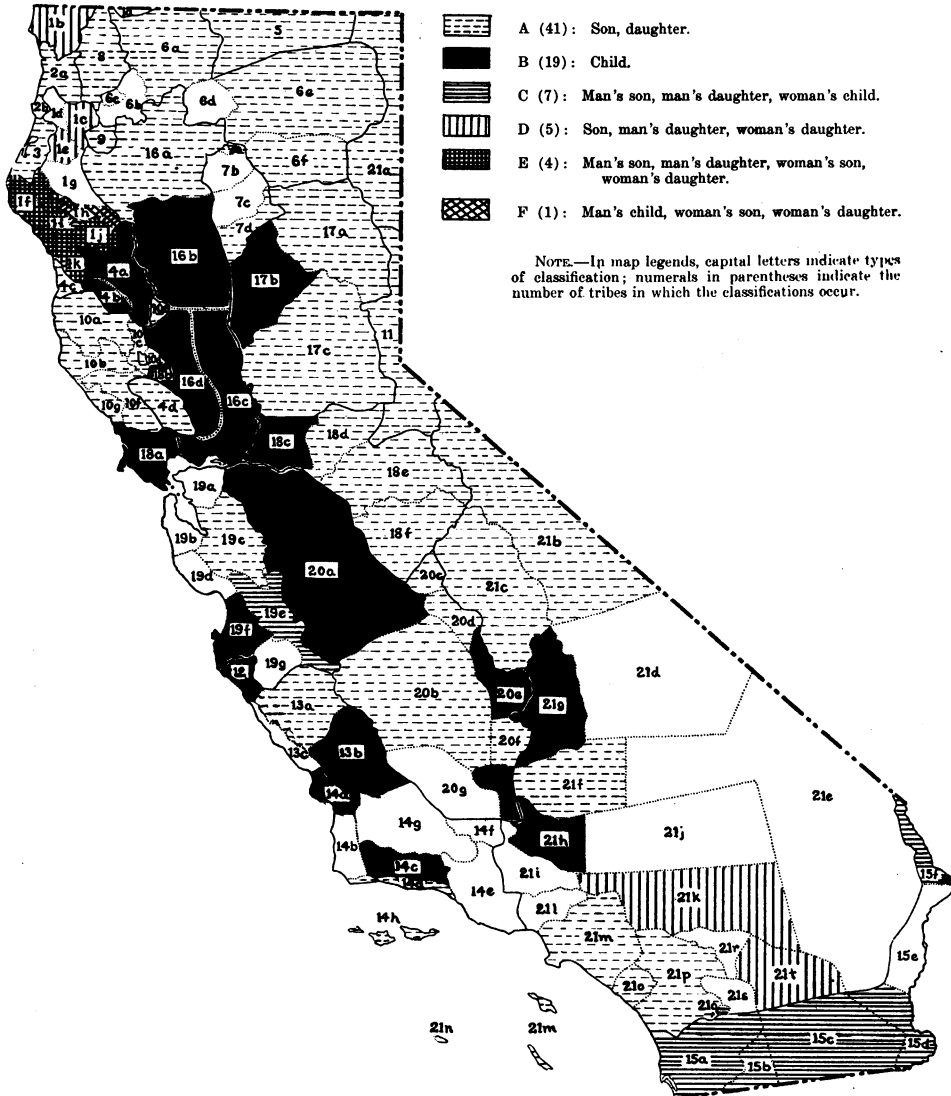 A (41): Son, daughter.
B (19): Child.
C (7): Man's son, man's daughter, woman's child.
D (5): Son, man's daughter, woman's daughter.
E (4): Man's son, man's daughter, woman's son,
woman's daughter.
F (1): Man's child, woman's son, woman's daughter.
NOTE.—In map legends, capital letters indicate types
of classification; numerals in parentheses indicate the
number of tribes in which the classifications occur.
1b
5
8
6a
2a
6a
6c
6b
6d
2b
1d
1c
9
3
1e
16a
6f
21a
7b
1g
1f
7c
1h
1i
1j
7d
17a
16b
1k
4a
17b
4c
4b
10a
11
17c
10b
16d
16c
10g
10f
4d
18a
18c
18d
18e
19a
18f
19b
19c
21b
20a
20c
21c
19d
19e
20d
19f
12
19g
21d
20b
20e
21g
13a
20f
13c
13b
21f
14a
20g
21e
14g
14f
21h
21j
14b
14c
21i
15f
14d
14e
21k
21l
14h
21m
21r
15e
21p
21t
21o
21s
21q
21n
21m
15c
15d
15a
15b